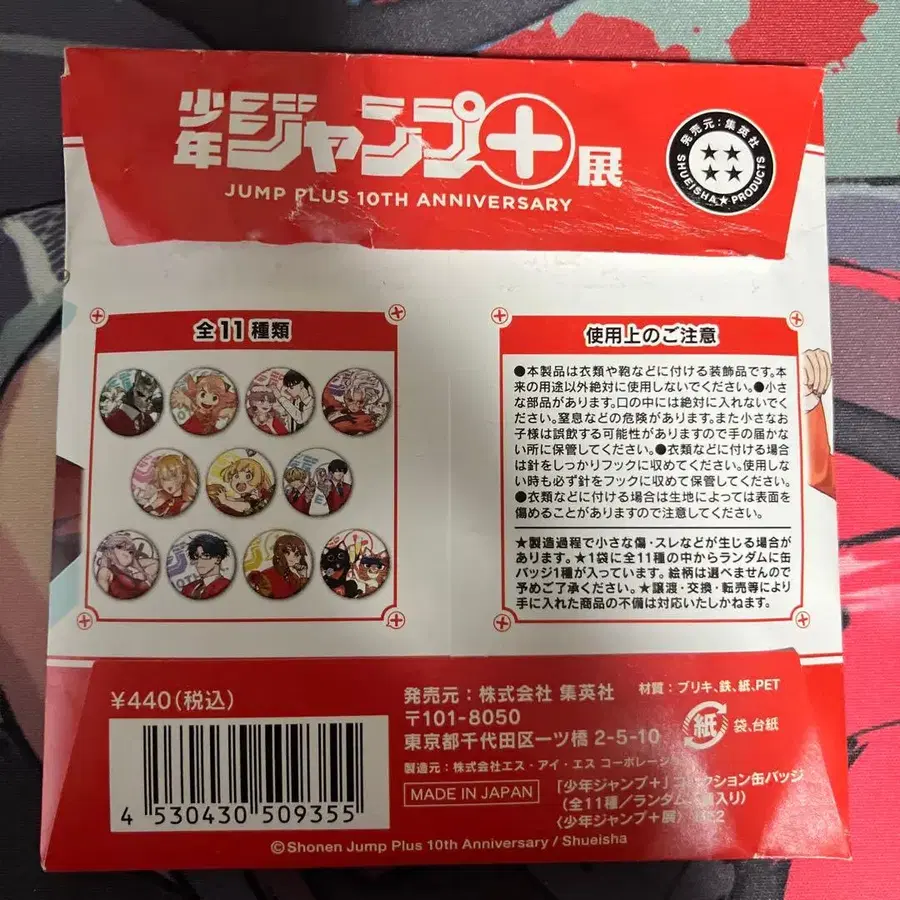 少年ジャンプ＋展
JUMP PLUS 10TH ANNIVERSARY
発売元：集英社
★★★★
SHUEISHA★PRODUCTS
全11種類
使用上のご注意
●本製品は衣類や鞄などに付ける装飾品です。本
来の用途以外絶対に使用しないでください。●小さ
な部品があります。口の中には絶対に入れないでく
ださい。窒息などの危険があります。また小さなお
子様は誤飲する可能性がありますので手の届かな
い所に保管してください。●衣類などに付ける場合
は針をしっかりフックに収めてください。使用しな
い時も必ず針をフックに収めて保管してください。
●衣類などに付ける場合は生地によっては表面を
傷めることがありますので注意してください。
★製造過程で小さな傷・スレなどが生じる場合が
あります。★1袋に全11種の中からランダムに缶
バッジ1種が入っています。絵柄は選べませんので
予めご了承ください。★譲渡・交換・転売等により
手に入れた商品の不備は対応いたしかねます。
¥440(税込)
4 530430 509355
発売元：株式会社 集英社
〒101-8050
東京都千代田区一ツ橋 2-5-10
製造元：株式会社エス・アイ・エス コーポレーシ
MADE IN JAPAN
材質：ブリキ、鉄、紙、PET
紙
袋、台紙
「少年ジャンプ＋」コレクション缶バッジ
(全11種／ランダム 入り)
〈少年ジャンプ＋展〉
©Shonen Jump Plus 10th Anniversary / Shueisha